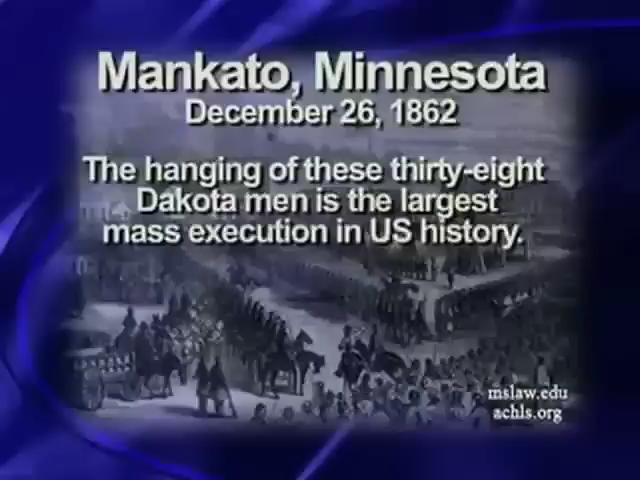 Mankato, Minnesota
December 26, 1862
The hanging of these thirty-eight
Dakota men is the largest
mass execution in US history.
mslaw.edu
achls.org